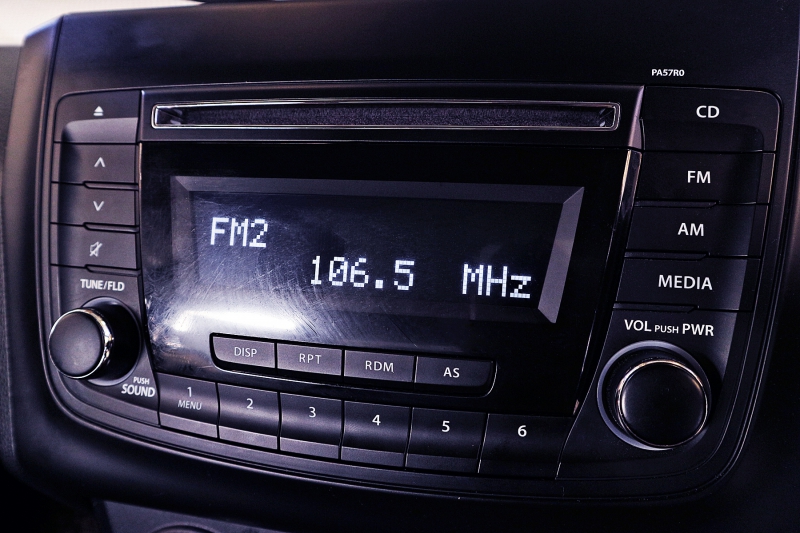 PA57R0
CD
FM
AM
MEDIA
VOL PUSH PWR
FM2
106.5 MHz
TUNE/FLD
PUSH
SOUND
DISP
RPT
RDM
AS
1
MENU
2
3
4
5
6